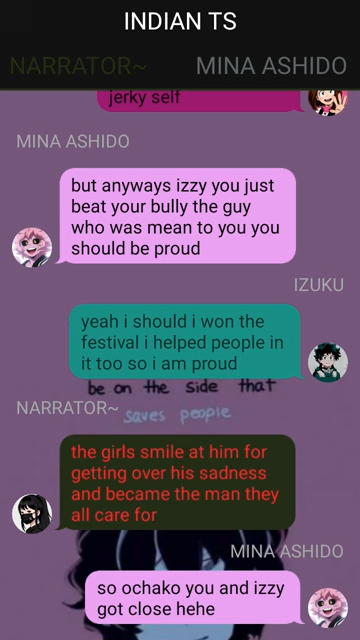 INDIAN TS
NARRATOR~ MINA ASHIDO
jerky self
MINA ASHIDO
but anyways izzy you just
beat your bully the guy
who was mean to you you
should be proud
IZUKU
yeah i should i won the
festival i helped people in
it too so i am proud
be on the side that
NARRATOR~
saves people
the girls smile at him for
getting over his sadness
and became the man they
all care for
MINA ASHIDO
so ochako you and izzy
got close hehe